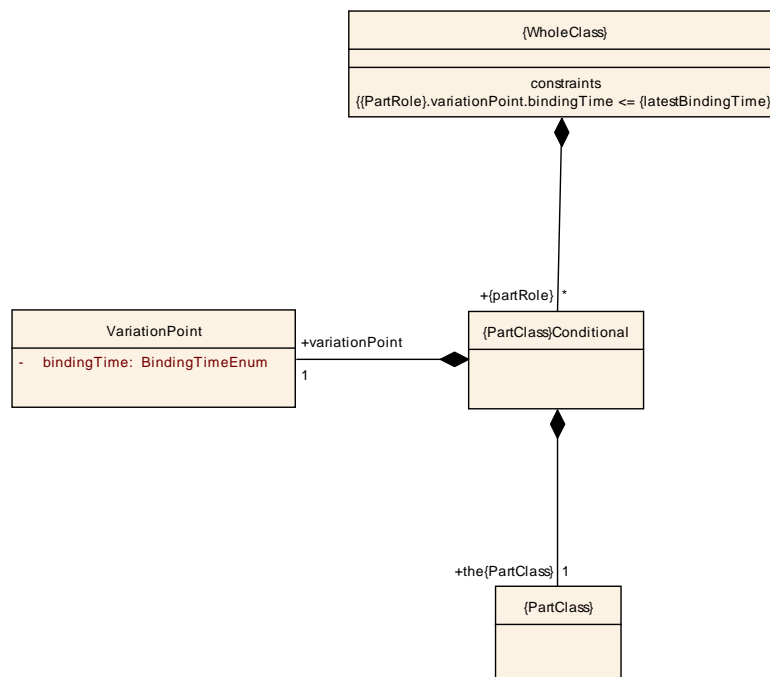 {WholeClass}
constraints
{{PartRole}.variationPoint.bindingTime <= {latestBindingTime}
+{partRole} *
VariationPoint
- bindingTime: BindingTimeEnum
+variationPoint
1
{PartClass}Conditional
+the{PartClass} 1
{PartClass}